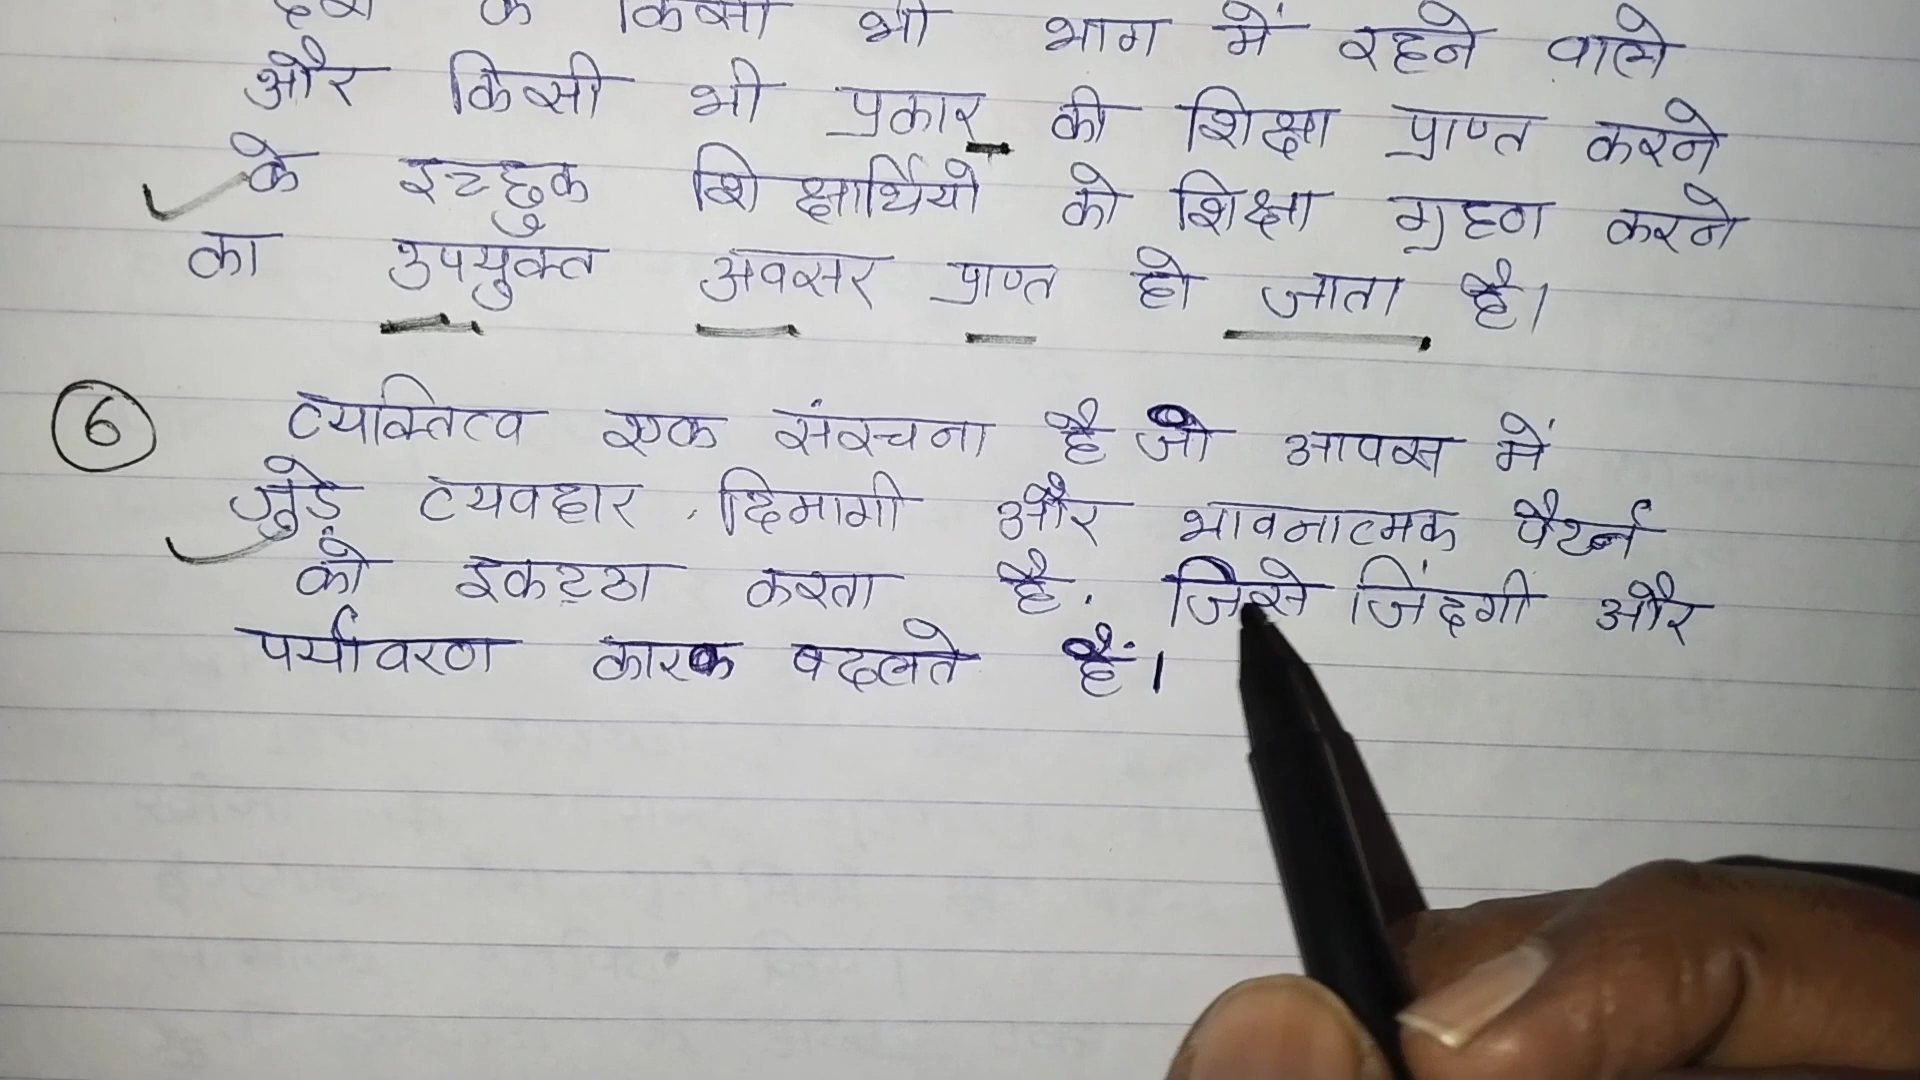 देश के किसी भी भाग में रहने वाले
और किसी भी प्रकार की शिक्षा प्राप्त करने
के इच्छुक शिक्षार्थियों को शिक्षा ग्रहण करने
का उपयुक्त अवसर प्राप्त हो जाता है।
6 व्यक्तित्व एक संरचना है जो आपस में
जुड़े व्यवहार, दिमागी और भावनात्मक पैटर्न
को इकट्ठा करता है, जिसे जिंदगी और
पर्यावरण कारक बदलते हैं।